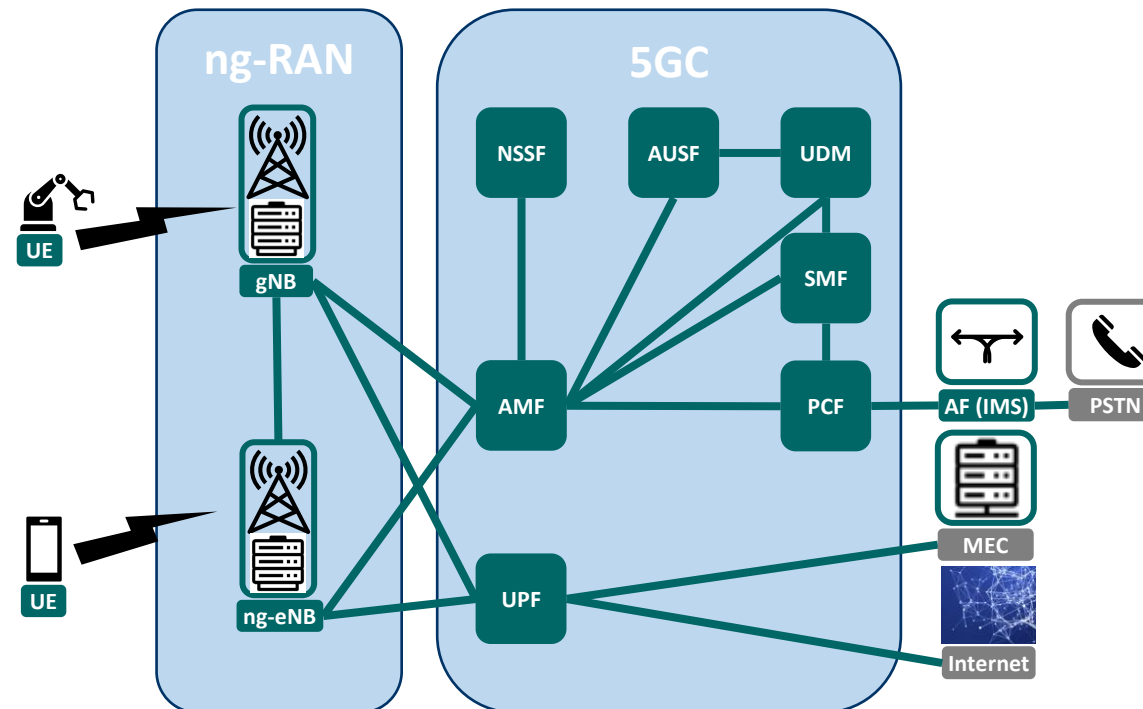 ng-RAN
5GC
NSSF
AUSF
UDM
UE
gNB
SMF
AMF
PCF
AF (IMS)
PSTN
MEC
UE
ng-eNB
UPF
Internet